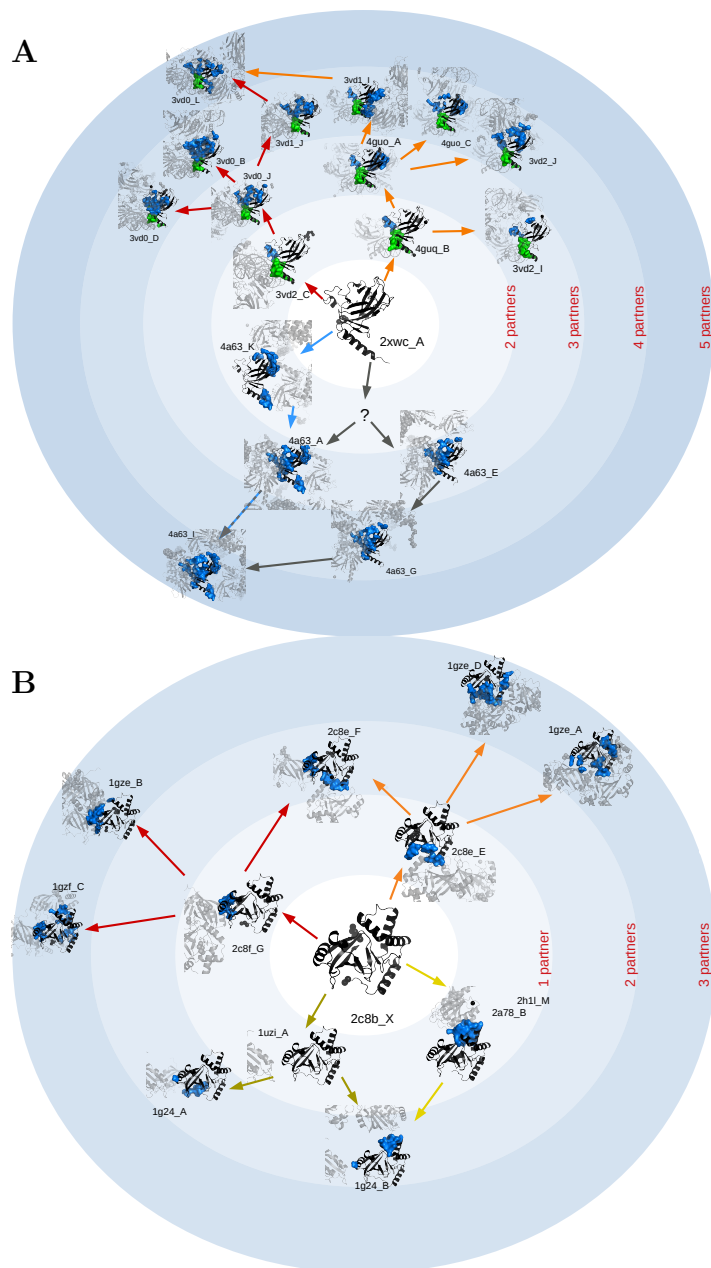 A
3vd0_L
3vd1_I
3vd1_J
4guo_A
4guo_C
3vd2_J
3vd0_B
3vd0_J
3vd0_D
4guq_B
3vd2_I
3vd2_C
2xwc_A
2 partners
3 partners
4 partners
5 partners
4a63_K
?
4a63_A
4a63_E
4a63_I
4a63_G
B
1gze_D
2c8e_F
1gze_A
1gze_B
2c8e_E
1gzf_C
2c8f_G
1 partner
2 partners
3 partners
2h1l_M
2a78_B
2c8b_X
1uzi_A
1g24_A
1g24_B